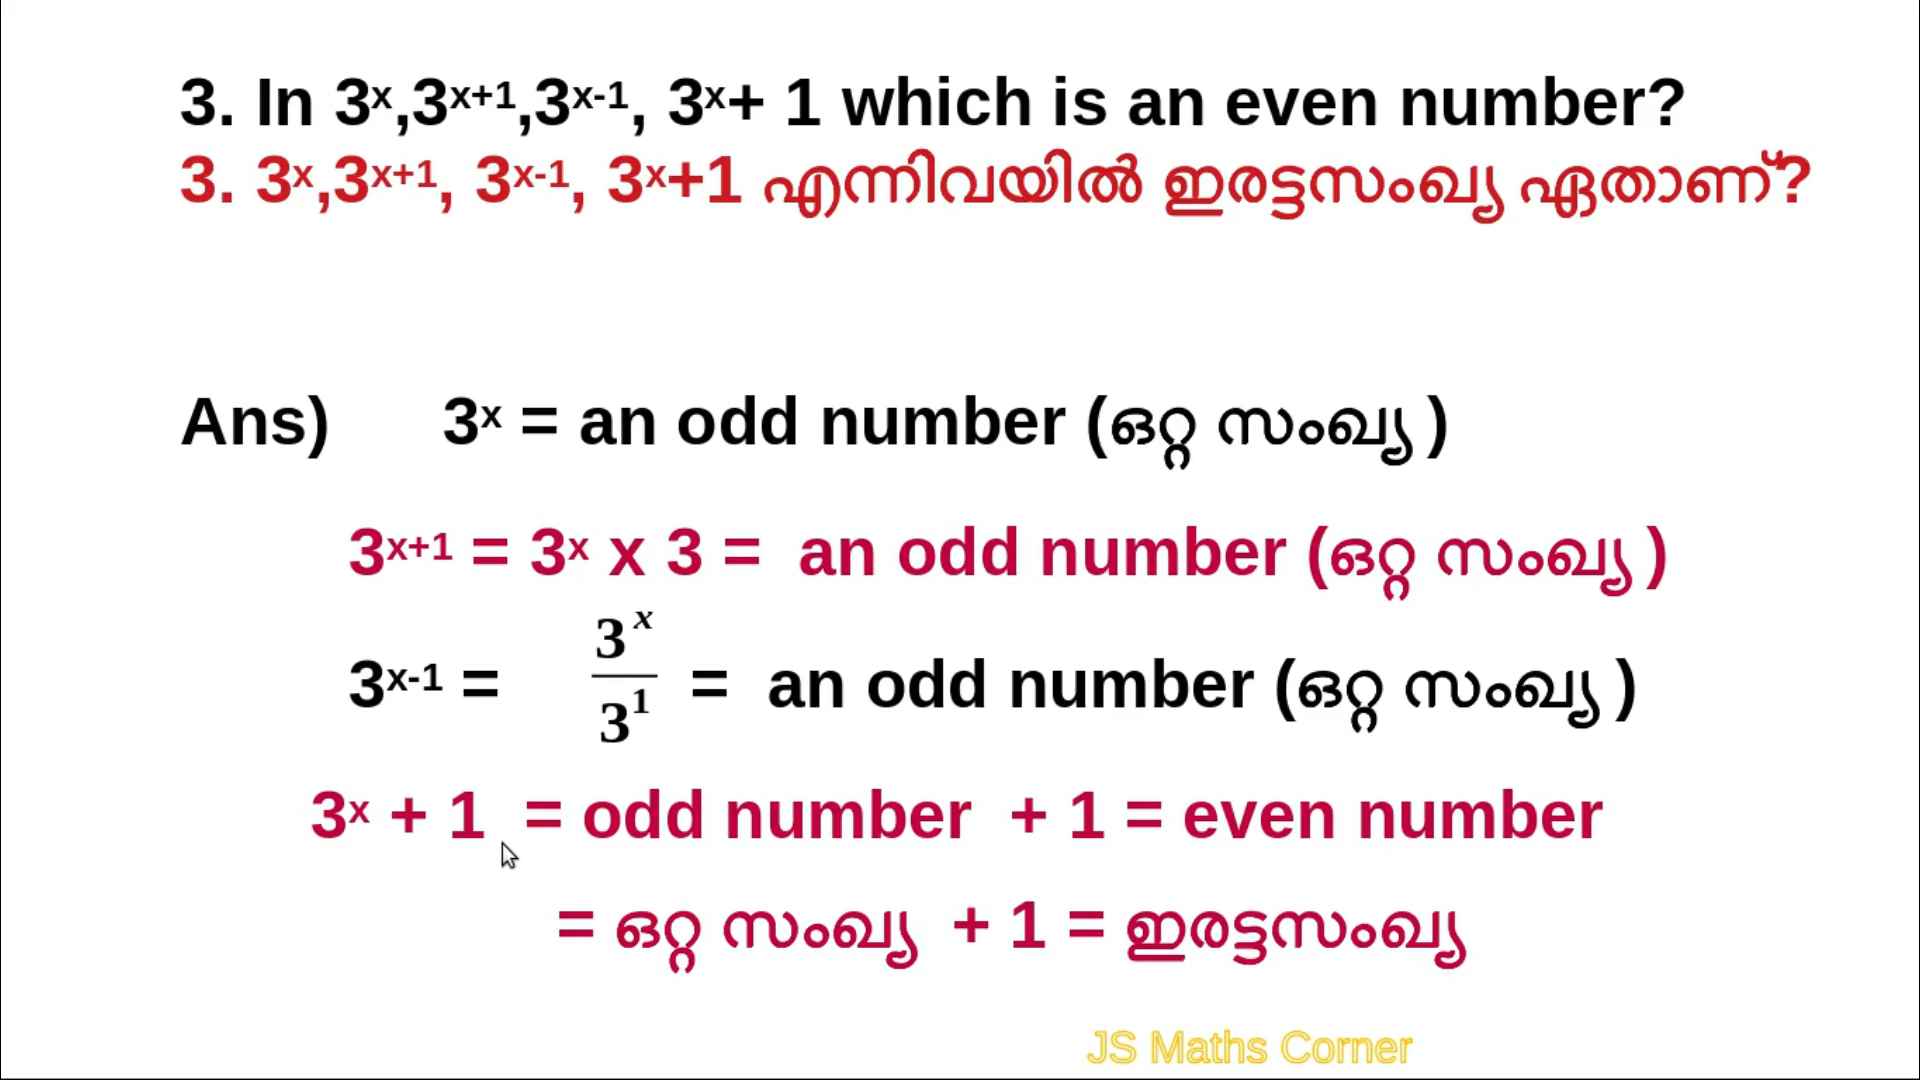 3. In 3ˣ,3ˣ⁺¹,3ˣ⁻¹, 3ˣ+ 1 which is an even number?
3. 3ˣ,3ˣ⁺¹, 3ˣ⁻¹, 3ˣ+1 എന്നിവയിൽ ഇരട്ടസംഖ്യ ഏതാണ്?
Ans) 3ˣ = an odd number (ഒറ്റ സംഖ്യ )
3ˣ⁺¹ = 3ˣ x 3 = an odd number (ഒറ്റ സംഖ്യ )
3ˣ⁻¹ = 3ˣ/3¹ = an odd number (ഒറ്റ സംഖ്യ )
3ˣ + 1 = odd number + 1 = even number
= ഒറ്റ സംഖ്യ + 1 = ഇരട്ടസംഖ്യ
JS Maths Corner